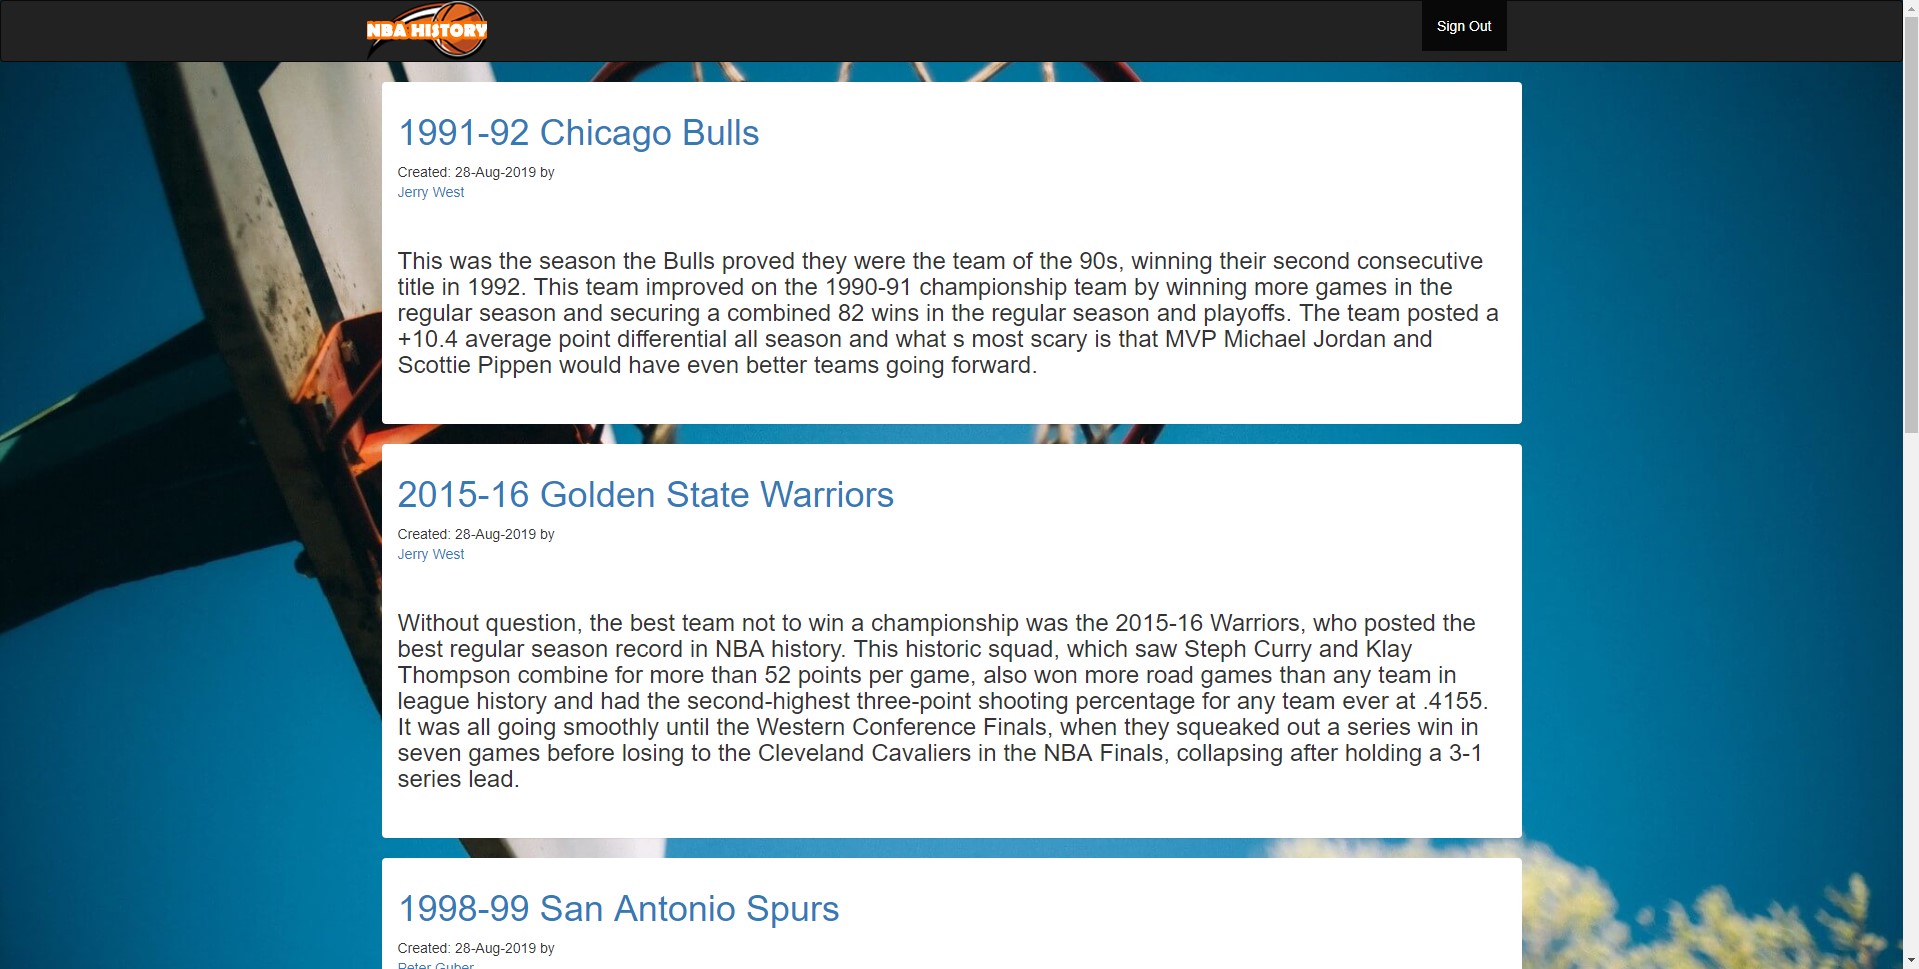 NBA HISTORY
Sign Out
1991-92 Chicago Bulls
Created: 28-Aug-2019 by
Jerry West
This was the season the Bulls proved they were the team of the 90s, winning their second consecutive
title in 1992. This team improved on the 1990-91 championship team by winning more games in the
regular season and securing a combined 82 wins in the regular season and playoffs. The team posted a
+10.4 average point differential all season and what s most scary is that MVP Michael Jordan and
Scottie Pippen would have even better teams going forward.
2015-16 Golden State Warriors
Created: 28-Aug-2019 by
Jerry West
Without question, the best team not to win a championship was the 2015-16 Warriors, who posted the
best regular season record in NBA history. This historic squad, which saw Steph Curry and Klay
Thompson combine for more than 52 points per game, also won more road games than any team in
league history and had the second-highest three-point shooting percentage for any team ever at .4155.
It was all going smoothly until the Western Conference Finals, when they squeaked out a series win in
seven games before losing to the Cleveland Cavaliers in the NBA Finals, collapsing after holding a 3-1
series lead.
1998-99 San Antonio Spurs
Created: 28-Aug-2019 by
Peter Guber